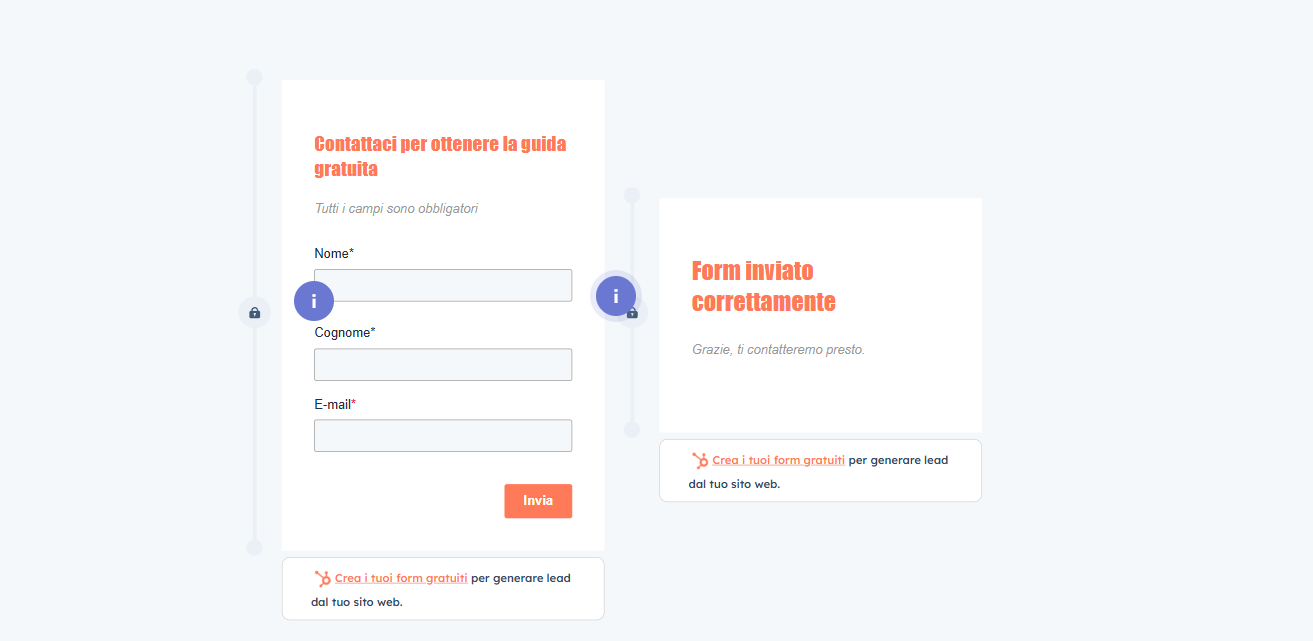 Contattaci per ottenere la guida
gratuita
Tutti i campi sono obbligatori
Nome*
i
Cognome*
E-mail*
Invia
Crea i tuoi form gratuiti per generare lead
dal tuo sito web.
i
Form inviato
correttamente
Grazie, ti contatteremo presto.
Crea i tuoi form gratuiti per generare lead
dal tuo sito web.